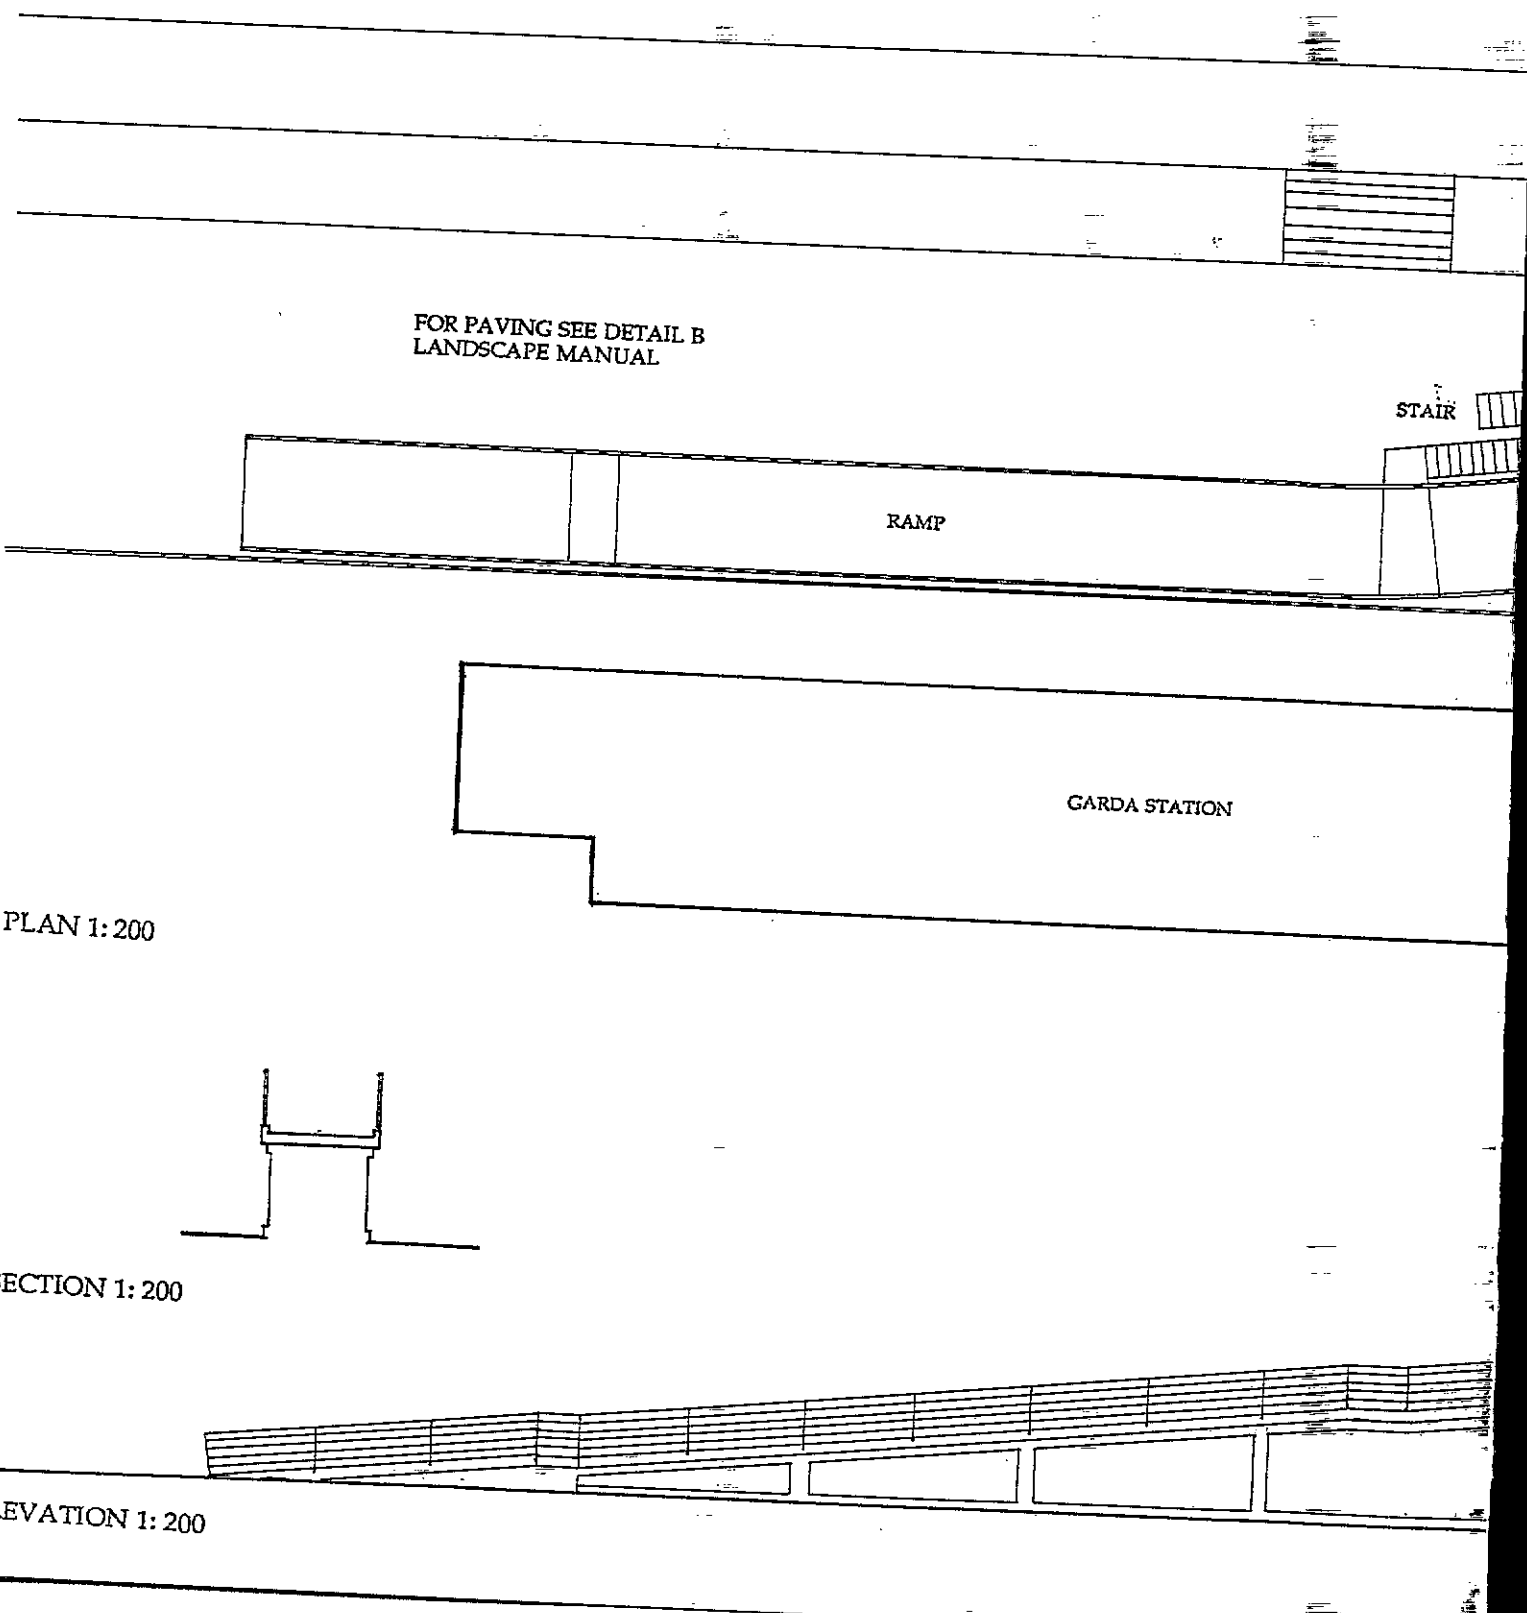 FOR PAVING SEE DETAIL B
LANDSCAPE MANUAL
STAIR
RAMP
GARDA STATION
PLAN 1:200
ECTION 1:200
EVATION 1:200